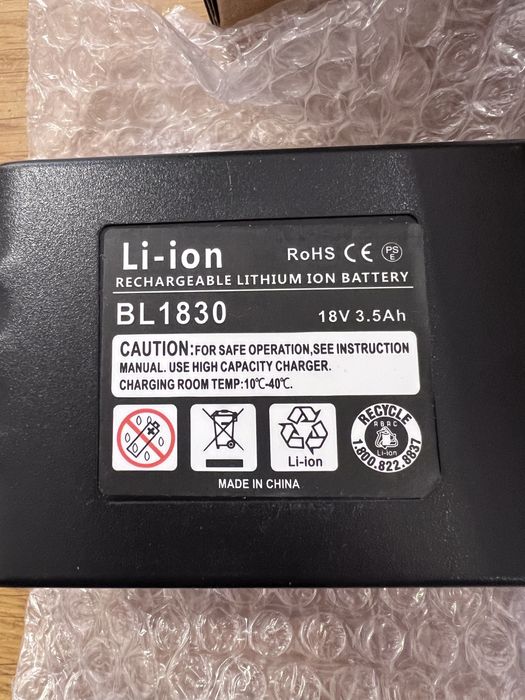 Li-ion RoHS CE PS E
RECHARGEABLE LITHIUM ION BATTERY
BL1830 18V 3.5Ah
CAUTION:FOR SAFE OPERATION,SEE INSTRUCTION
MANUAL. USE HIGH CAPACITY CHARGER.
CHARGING ROOM TEMP:10℃-40℃.
Li-ion
RECYCLE
RBRC
Li-ion
1.800.822.8837
MADE IN CHINA